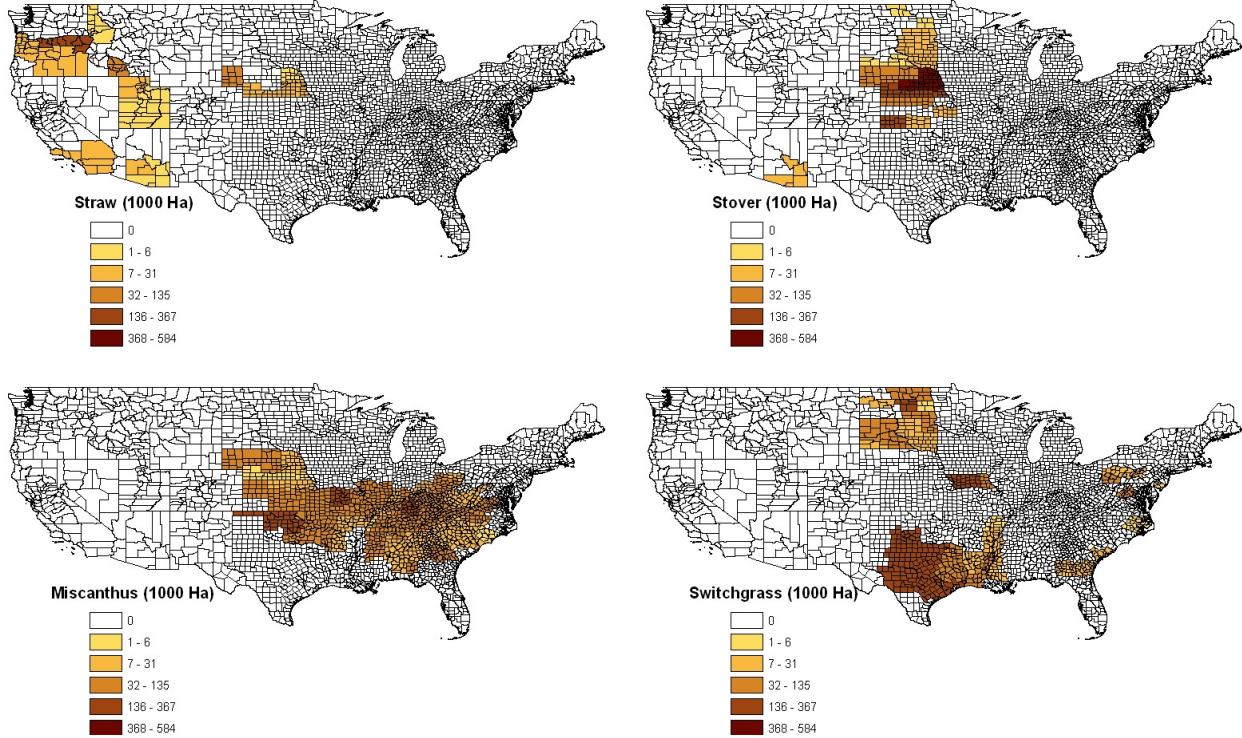 Straw (1000 Ha)
0
1 - 6
7 - 31
32 - 135
136 - 367
368 - 584
Stover (1000 Ha)
0
1 - 6
7 - 31
32 - 135
136 - 367
368 - 584
Miscanthus (1000 Ha)
0
1 - 6
7 - 31
32 - 135
136 - 367
368 - 584
Switchgrass (1000 Ha)
0
1 - 6
7 - 31
32 - 135
136 - 367
368 - 584